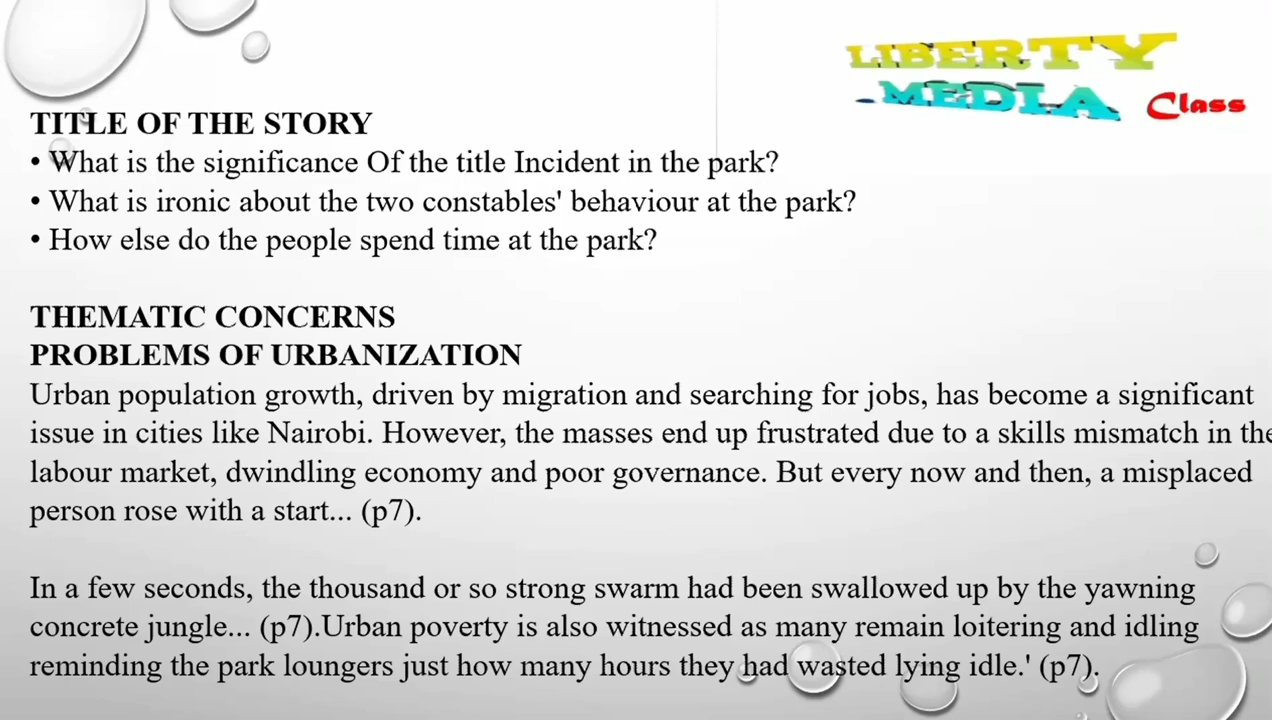 LIBERTY
MEDIA Class
TITLE OF THE STORY
• What is the significance Of the title Incident in the park?
• What is ironic about the two constables' behaviour at the park?
• How else do the people spend time at the park?
THEMATIC CONCERNS
PROBLEMS OF URBANIZATION
Urban population growth, driven by migration and searching for jobs, has become a significant
issue in cities like Nairobi. However, the masses end up frustrated due to a skills mismatch in the
labour market, dwindling economy and poor governance. But every now and then, a misplaced
person rose with a start... (p7).
In a few seconds, the thousand or so strong swarm had been swallowed up by the yawning
concrete jungle... (p7).Urban poverty is also witnessed as many remain loitering and idling
reminding the park loungers just how many hours they had wasted lying idle.' (p7).